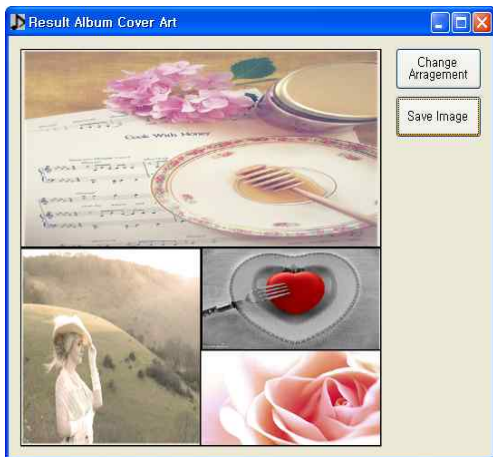 Result Album Cover Art
Change
Arragement
Save Image
Cook With Honey